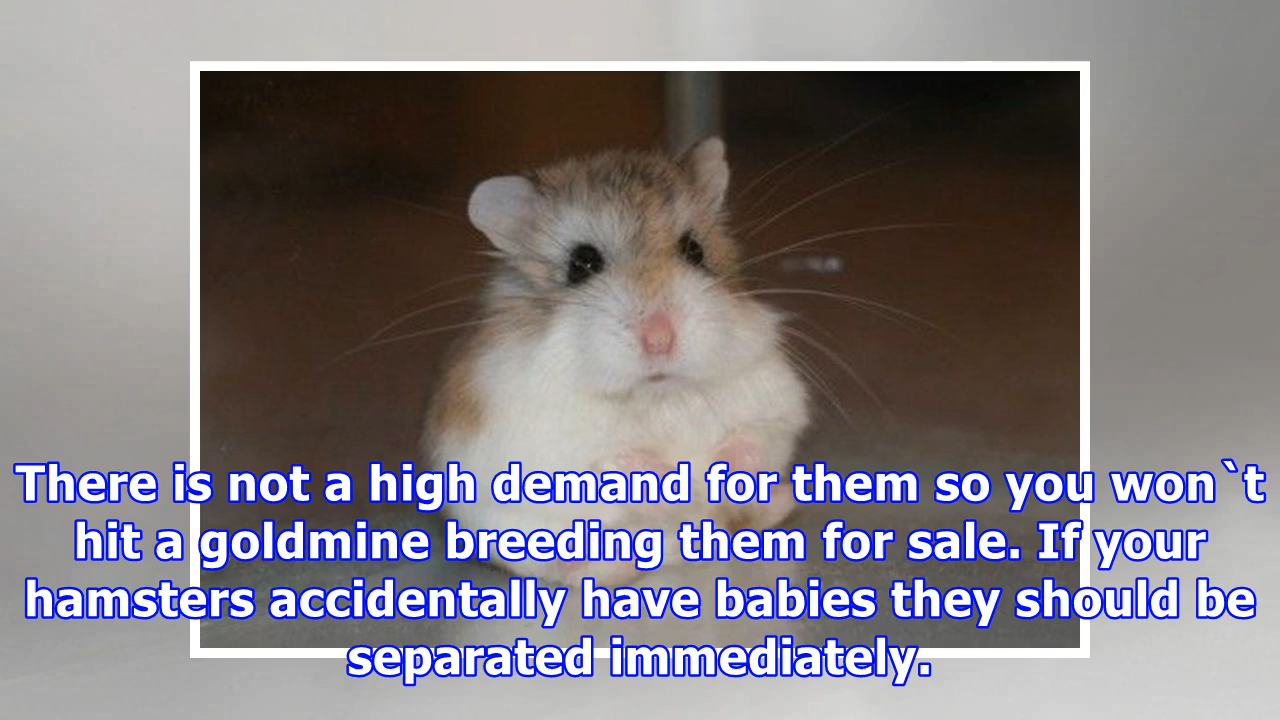 There is not a high demand for them so you won`t
hit a goldmine breeding them for sale. If your
hamsters accidentally have babies they should be
separated immediately.